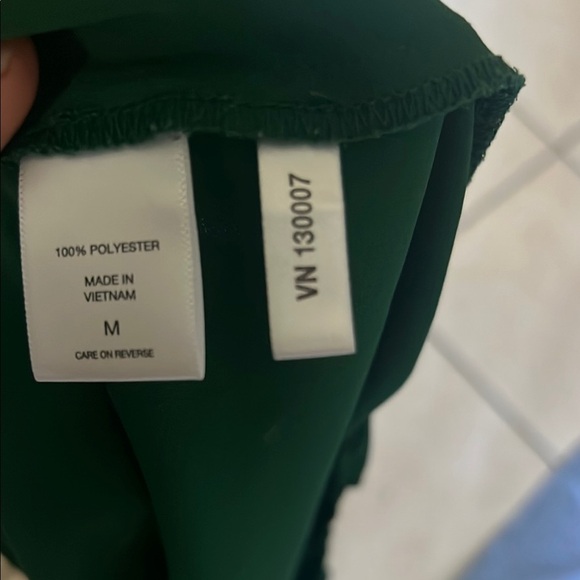 100% POLYESTER
MADE IN
VIETNAM
M
CARE ON REVERSE
VN 130007